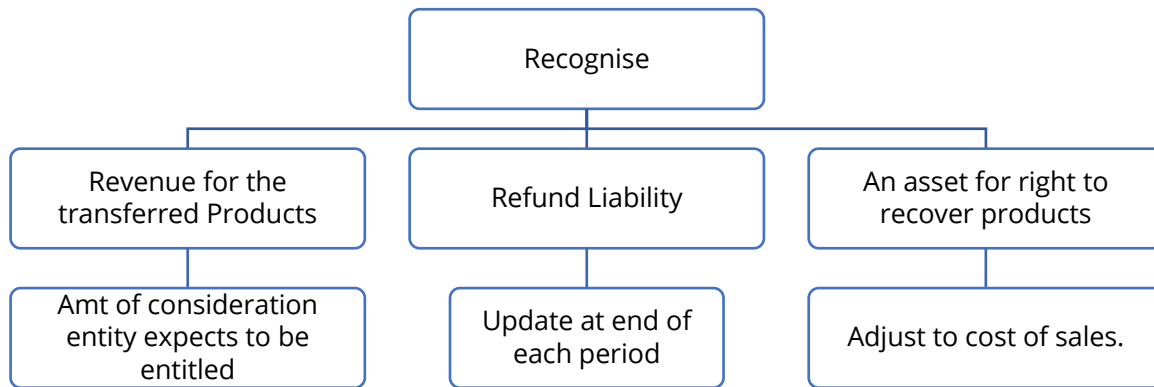 Recognise
Revenue for the
transferred Products
Refund Liability
An asset for right to
recover products
Amt of consideration
entity expects to be
entitled
Update at end of
each period
Adjust to cost of sales.